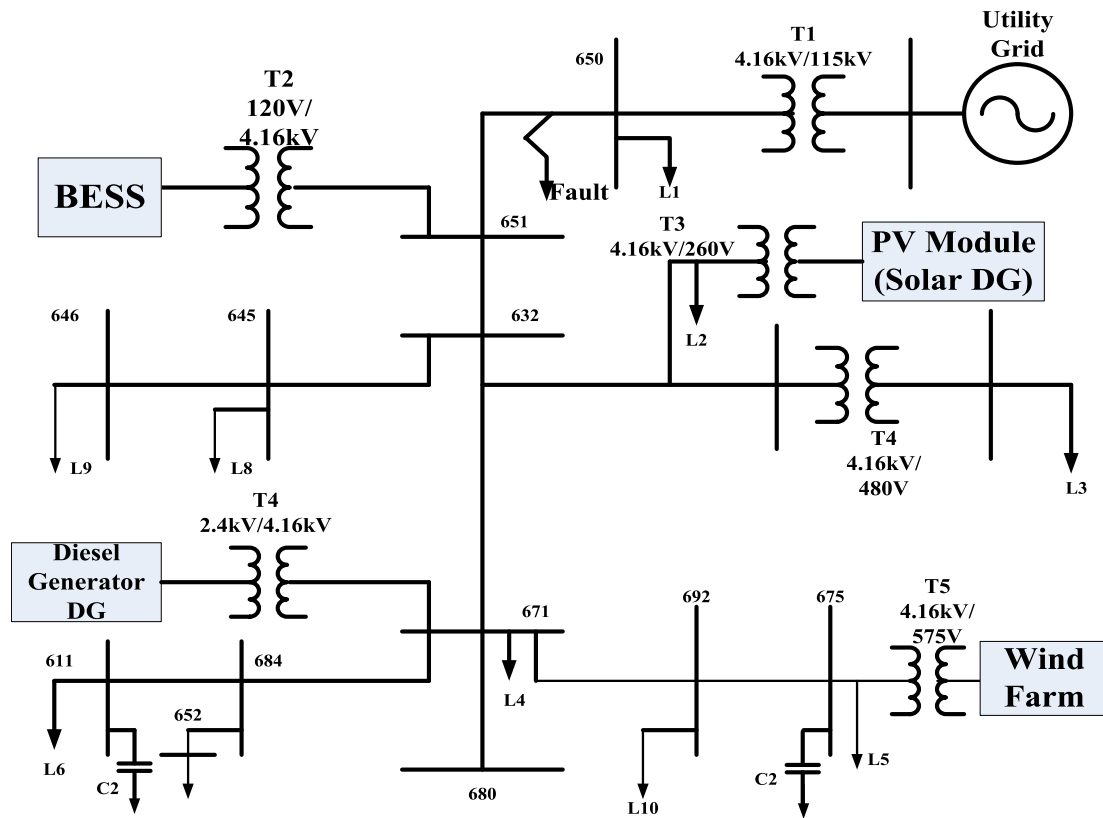 Utility
Grid
T1
4.16kV/115kV
650
T2
120V/
4.16kV
BESS
Fault
L1
651
T3
4.16kV/260V
PV Module
(Solar DG)
L2
646
645
632
L9
L8
T4
4.16kV/
480V
L3
T4
2.4kV/4.16kV
Diesel
Generator
DG
671
692
675
T5
4.16kV/
575V
Wind
Farm
611
684
L4
652
L6
C2
680
L10
C2
L5